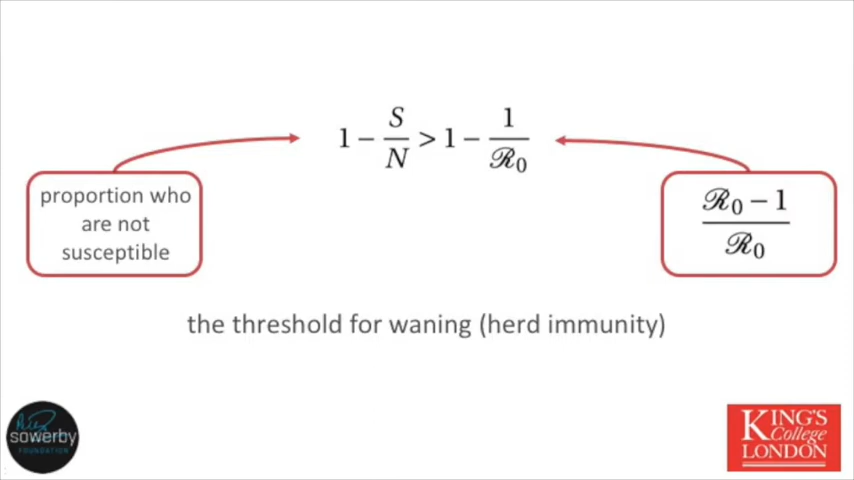 1 − S/N > 1 − 1/ℛ₀
proportion who
are not
susceptible
ℛ₀ − 1
ℛ₀
the threshold for waning (herd immunity)
sowerby
FOUNDATION
KING'S
College
LONDON